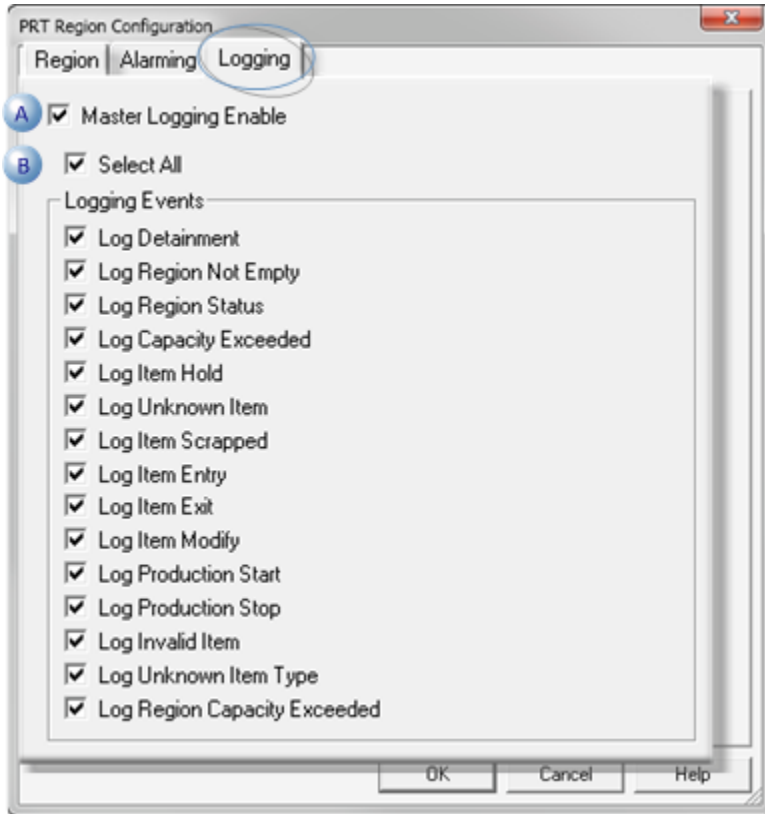 PRT Region Configuration
Region Alarming Logging
A Master Logging Enable
B Select All
Logging Events
Log Detainment
Log Region Not Empty
Log Region Status
Log Capacity Exceeded
Log Item Hold
Log Unknown Item
Log Item Scrapped
Log Item Entry
Log Item Exit
Log Item Modify
Log Production Start
Log Production Stop
Log Invalid Item
Log Unknown Item Type
Log Region Capacity Exceeded
OK Cancel Help